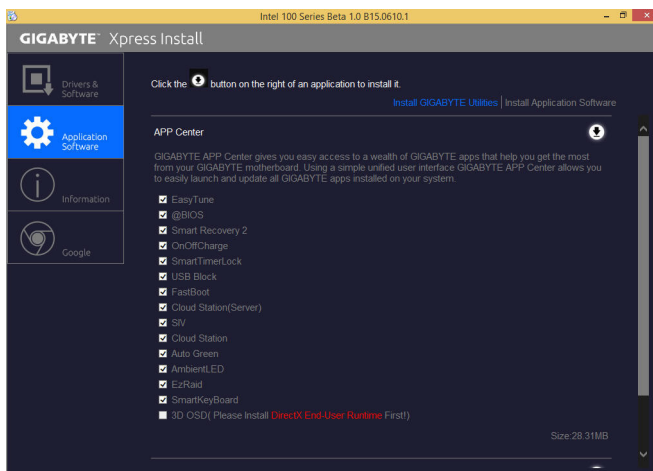 Intel 100 Series Beta 1.0 B15.0610.1
GIGABYTE™ Xpress Install
Drivers &
Software
Application
Software
Information
Google
Click the button on the right of an application to install it.
Install GIGABYTE Utilities | Install Application Software
APP Center
GIGABYTE APP Center gives you easy access to a wealth of GIGABYTE apps that help you get the most
from your GIGABYTE motherboard. Using a simple unified user interface GIGABYTE APP Center allows you
to easily launch and update all GIGABYTE apps installed on your system.
EasyTune
@BIOS
Smart Recovery 2
OnOffCharge
SmartTimerLock
USB Block
FastBoot
Cloud Station(Server)
SIV
Cloud Station
Auto Green
AmbientLED
EzRaid
SmartKeyBoard
3D OSD( Please Install DirectX End-User Runtime First!)
Size:28.31MB